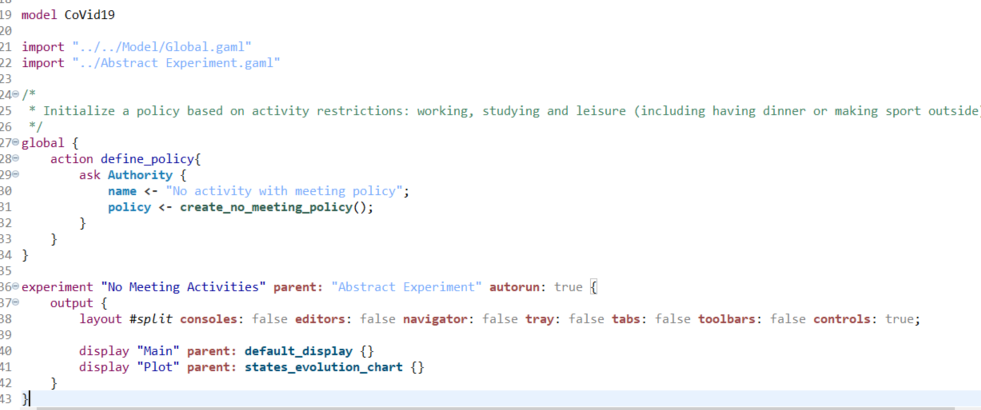 19 model CoVid19
20
21 import "../../Model/Global.gaml"
22 import "../Abstract Experiment.gaml"
23
24 /*
25  * Initialize a policy based on activity restrictions: working, studying and leisure (including having dinner or making sport outside)
26  */
27 global {
28     action define_policy{
29         ask Authority {
30             name <- "No activity with meeting policy";
31             policy <- create_no_meeting_policy();
32         }
33     }
34 }
35
36 experiment "No Meeting Activities" parent: "Abstract Experiment" autorun: true {
37     output {
38         layout #split consoles: false editors: false navigator: false tray: false tabs: false toolbars: false controls: true;
39
40         display "Main" parent: default_display {}
41         display "Plot" parent: states_evolution_chart {}
42     }
43 }